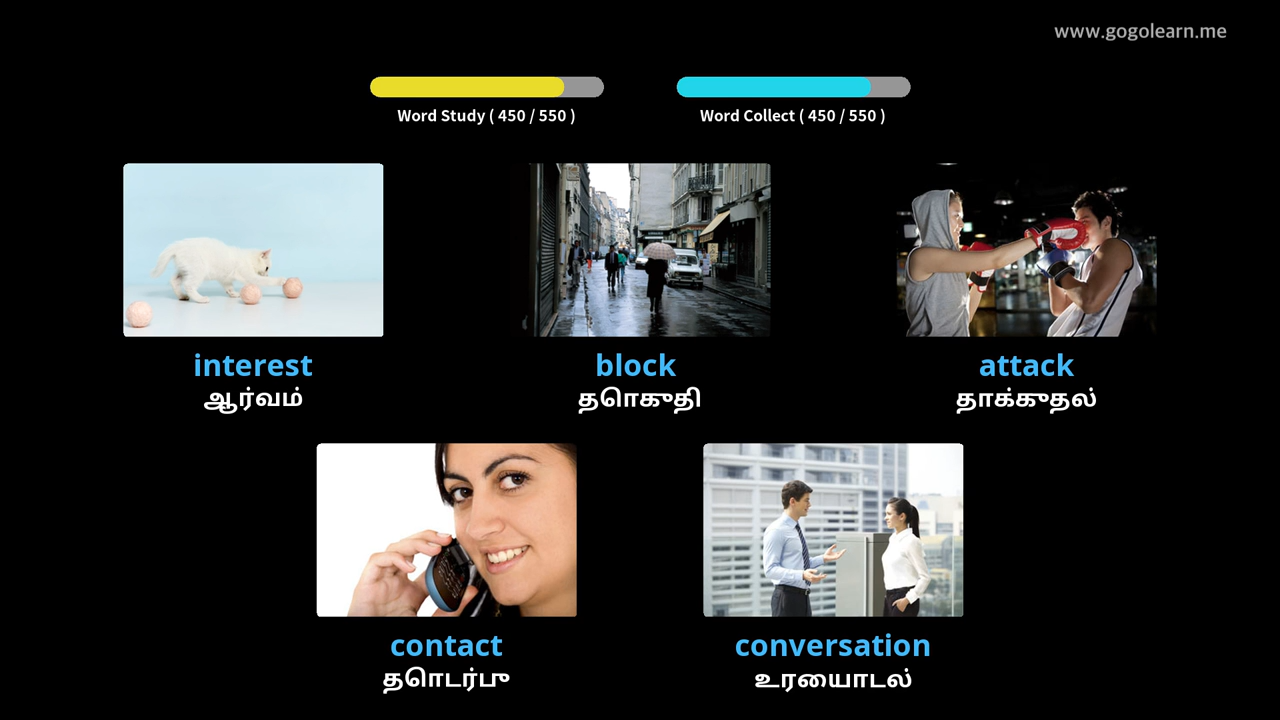 www.gogolearn.me
Word Study ( 450 / 550 )
Word Collect ( 450 / 550 )
interest
block
attack
ஆர்வம்
தொகுதி
தாக்குதல்
contact
conversation
தொடர்பு
உரையாடல்